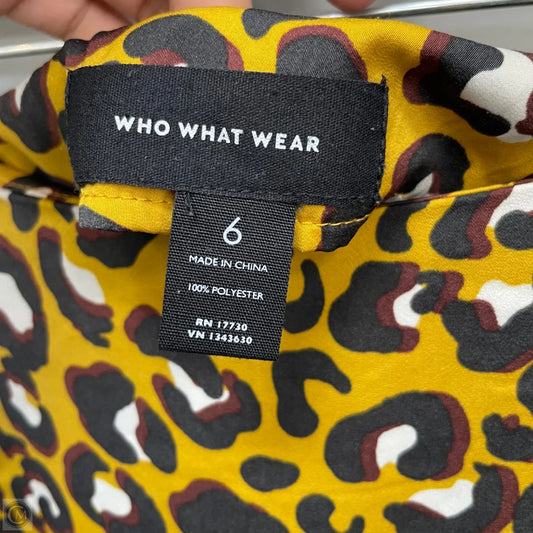 WHO WHAT WEAR
6
MADE IN CHINA
100% POLYESTER
RN 17730
VN 1343630